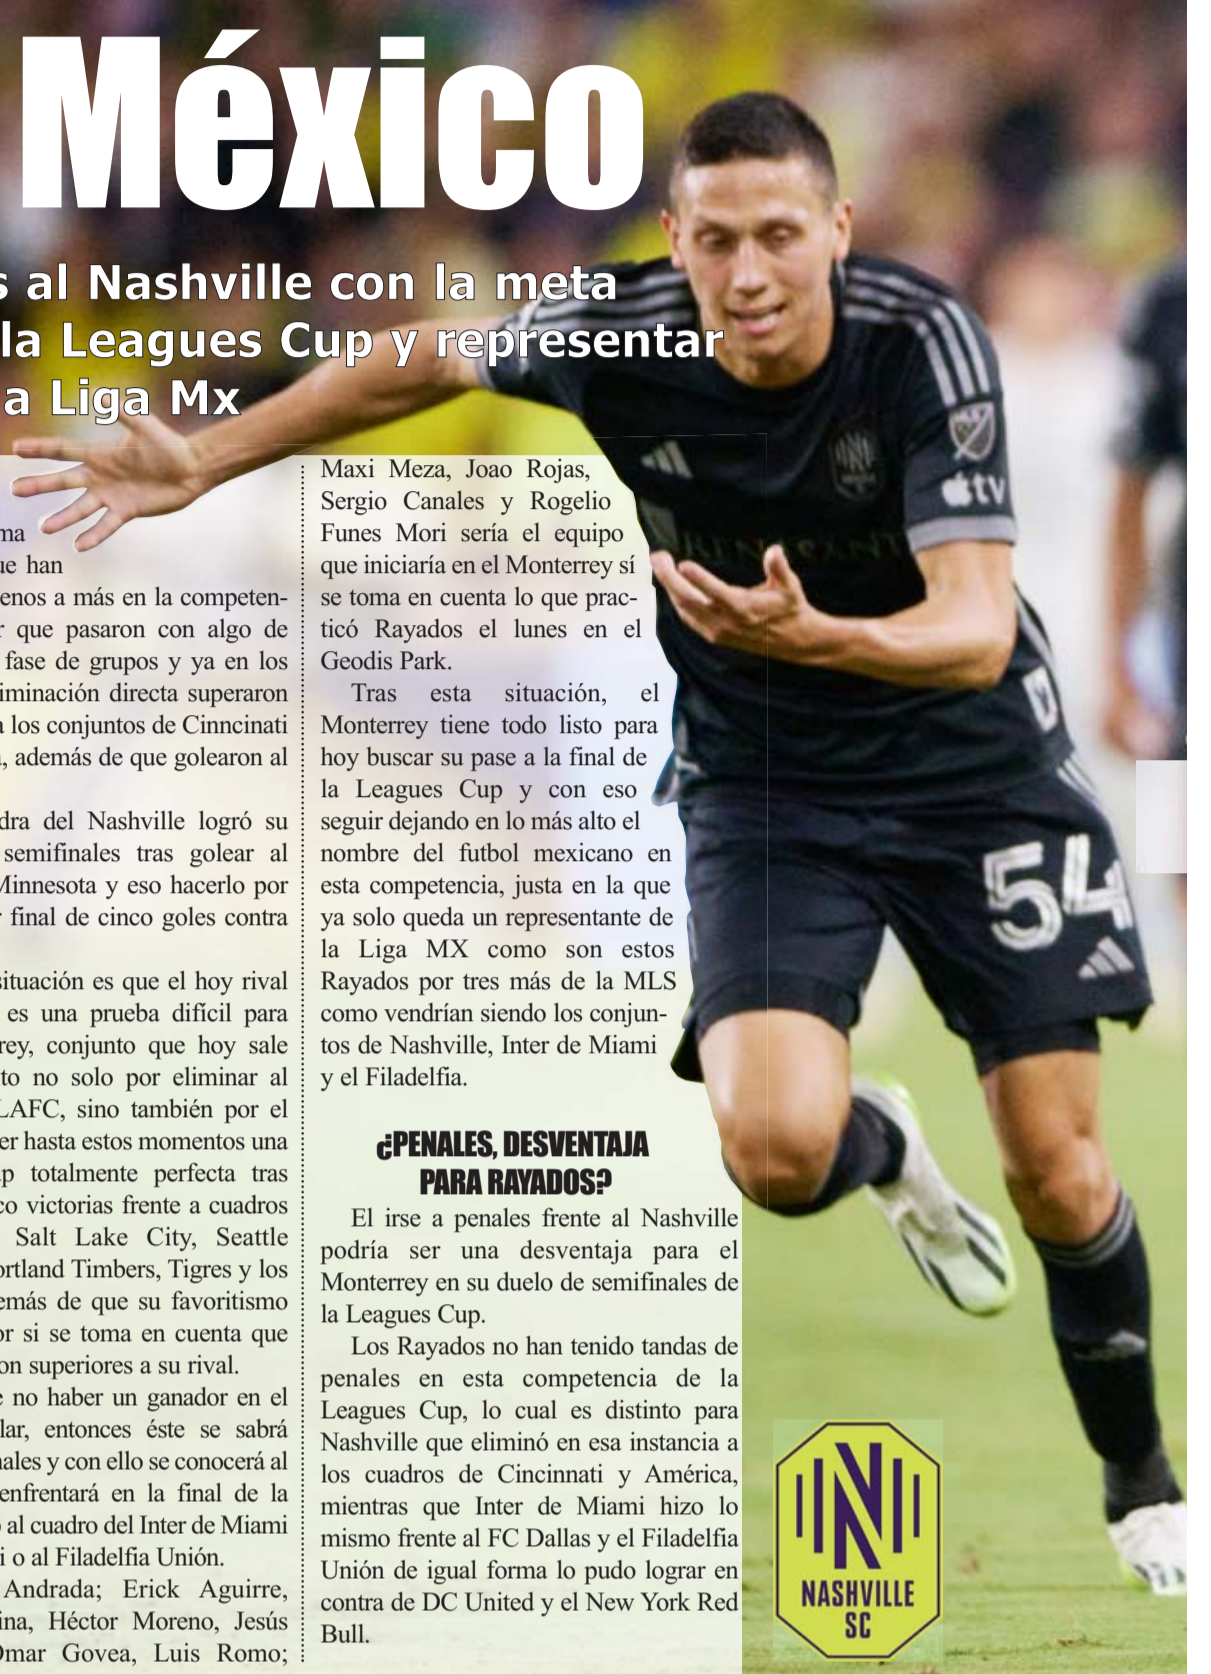 México
s al Nashville con la meta
la Leagues Cup y representar
a Liga Mx
ma
ue han
enos a más en la competen-
r que pasaron con algo de
fase de grupos y ya en los
iminación directa superaron
a los conjuntos de Cinncinati
, además de que golearon al
dra del Nashville logró su
semifinales tras golear al
Minnesota y eso hacerlo por
r final de cinco goles contra
situación es que el hoy rival
es una prueba difícil para
rey, conjunto que hoy sale
to no solo por eliminar al
LAFC, sino también por el
er hasta estos momentos una
up totalmente perfecta tras
co victorias frente a cuadros
Salt Lake City, Seattle
ortland Timbers, Tigres y los
emás de que su favoritismo
or si se toma en cuenta que
on superiores a su rival.
e no haber un ganador en el
lar, entonces éste se sabrá
nales y con ello se conocerá al
enfrentará en la final de la
o al cuadro del Inter de Miami
i o al Filadelfia Unión.
Andrada; Erick Aguirre,
ina, Héctor Moreno, Jesús
Omar Govea, Luis Romo;
Maxi Meza, Joao Rojas,
Sergio Canales y Rogelio
Funes Mori sería el equipo
que iniciaría en el Monterrey sí
se toma en cuenta lo que prac-
ticó Rayados el lunes en el
Geodis Park.
Tras esta situación, el
Monterrey tiene todo listo para
hoy buscar su pase a la final de
la Leagues Cup y con eso
seguir dejando en lo más alto el
nombre del futbol mexicano en
esta competencia, justa en la que
ya solo queda un representante de
la Liga MX como son estos
Rayados por tres más de la MLS
como vendrían siendo los conjun-
tos de Nashville, Inter de Miami
y el Filadelfia.
¿PENALES, DESVENTAJA
PARA RAYADOS?
El irse a penales frente al Nashville
podría ser una desventaja para el
Monterrey en su duelo de semifinales de
la Leagues Cup.
Los Rayados no han tenido tandas de
penales en esta competencia de la
Leagues Cup, lo cual es distinto para
Nashville que eliminó en esa instancia a
los cuadros de Cincinnati y América,
mientras que Inter de Miami hizo lo
mismo frente al FC Dallas y el Filadelfia
Unión de igual forma lo pudo lograr en
contra de DC United y el New York Red
Bull.
tv
54
N
NASHVILLE
SC